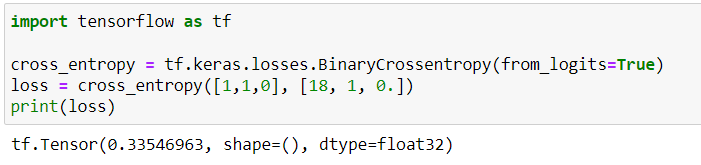 import tensorflow as tf
cross_entropy = tf.keras.losses.BinaryCrossentropy(from_logits=True)
loss = cross_entropy([1,1,0], [18, 1, 0.])
print(loss)
tf.Tensor(0.33546963, shape=(), dtype=float32)